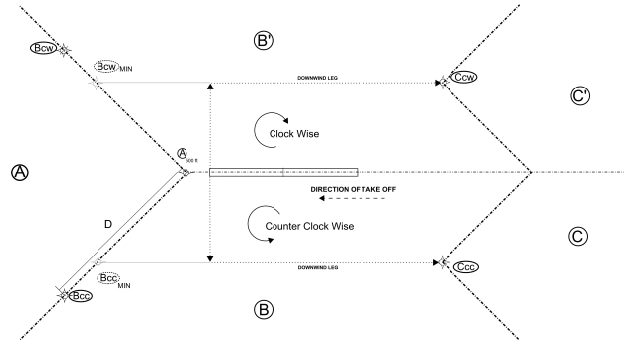 B'
Bcw
Bcw MIN
DOWNWIND LEG
Ccw
C'
Clock Wise
A 500 ft
A
DIRECTION OF TAKE OFF
D
Counter Clock Wise
C
DOWNWIND LEG
Ccc
Bcc MIN
Bcc
B